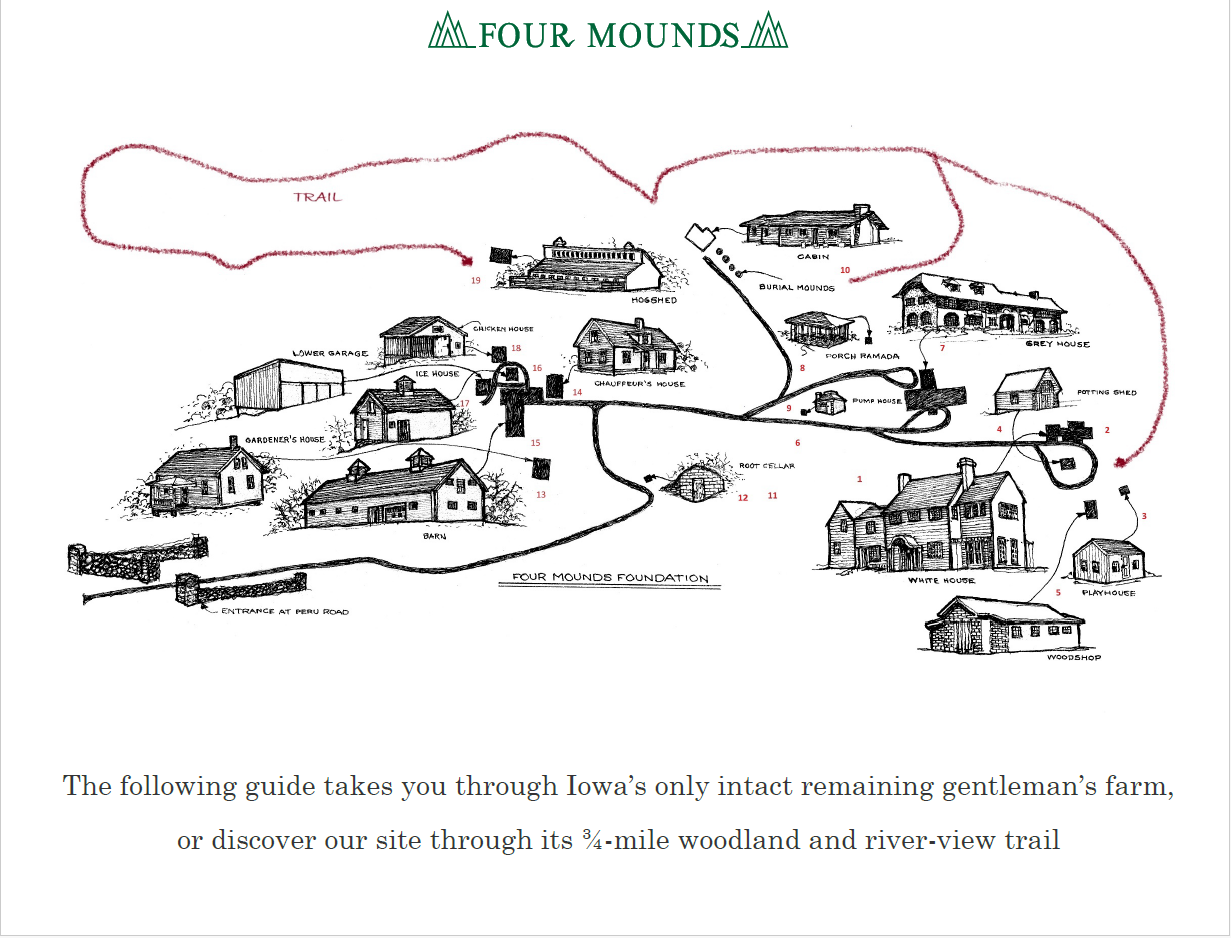 FOUR MOUNDS
TRAIL
CABIN
10
BURIAL MOUNDS
19
HOGSHED
CHICKEN HOUSE
LOWER GARAGE
18
ICE HOUSE
16
CHAUFFEUR'S HOUSE
14
17
PORCH RAMADA
7
GREY HOUSE
8
9
PUMP HOUSE
POTTING SHED
4
2
6
GARDENER'S HOUSE
15
13
ROOT CELLAR
12
11
1
BARN
3
WHITE HOUSE
FOUR MOUNDS FOUNDATION
5
PLAYHOUSE
ENTRANCE AT PERU ROAD
WOODSHOP
The following guide takes you through Iowa's only intact remaining gentleman's farm,
or discover our site through its ¾-mile woodland and river-view trail